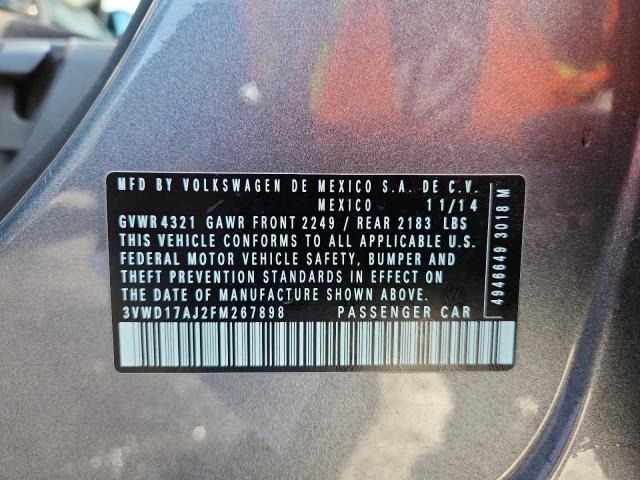 MFD BY VOLKSWAGEN DE MEXICO S.A. DE C.V.
MEXICO 11/14
GVWR 4321 GAWR FRONT 2249 / REAR 2183 LBS
THIS VEHICLE CONFORMS TO ALL APPLICABLE U.S.
FEDERAL MOTOR VEHICLE SAFETY, BUMPER AND
THEFT PREVENTION STANDARDS IN EFFECT ON
THE DATE OF MANUFACTURE SHOWN ABOVE.
3VWD17AJ2FM267898 PASSENGER CAR
4946649 3018 M